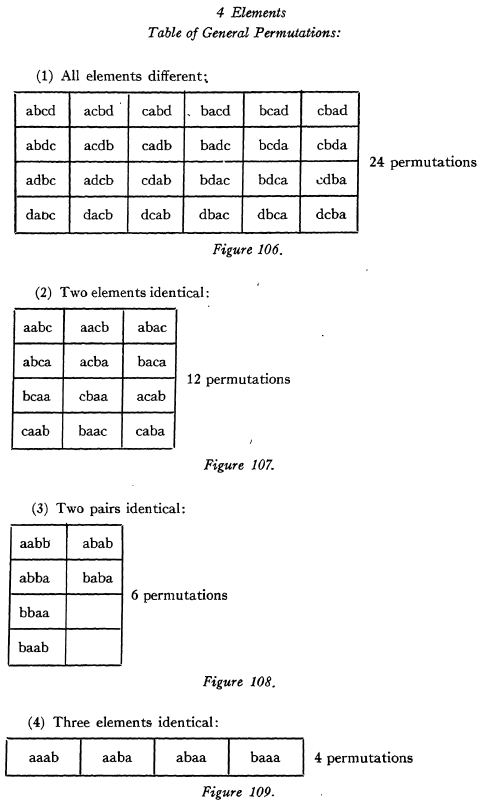 4 Elements
Table of General Permutations:
(1) All elements different:
abcd acbd cabd bacd bcad cbad
abdc acdb cadb badc bcda cbda
adbc adcb cdab bdac bdca cdba
24 permutations
dabc dacb dcab dbac dbca dcba
Figure 106.
(2) Two elements identical:
aabc aacb abac
abca acba baca
12 permutations
bcaa cbaa acab
caab baac caba
Figure 107.
(3) Two pairs identical:
aabb abab
abba baba
6 permutations
bbaa
baab
Figure 108.
(4) Three elements identical:
aaab aaba abaa baaa 4 permutations
Figure 109.